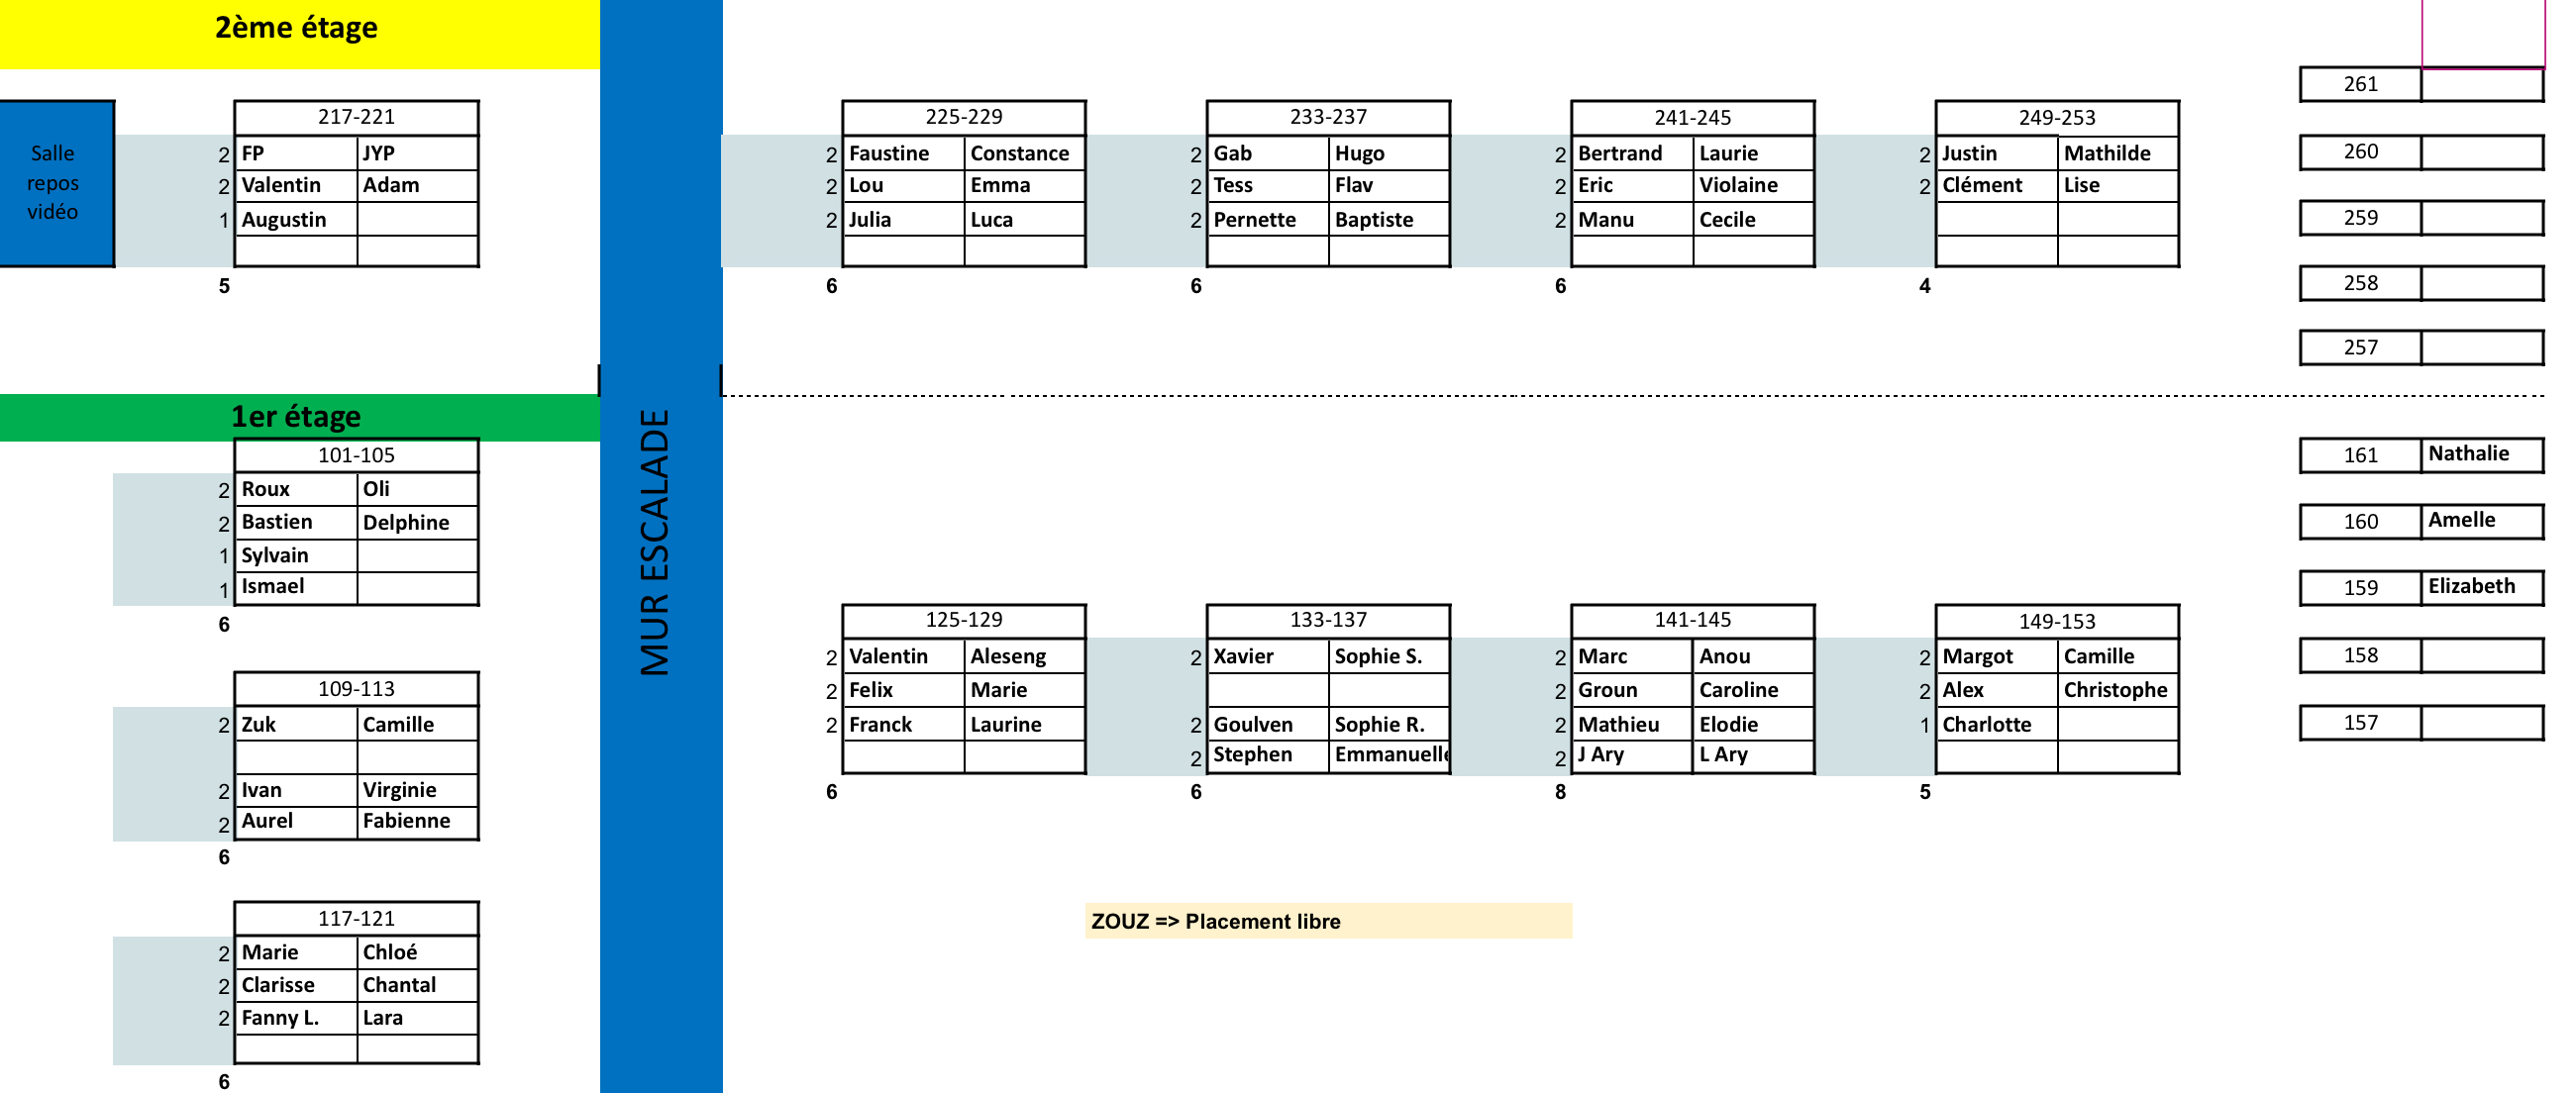 2ème étage
261
217-221
225-229
233-237
241-245
249-253
Salle
repos
vidéo
2 FP JYP
2 Faustine Constance
2 Gab Hugo
2 Bertrand Laurie
2 Justin Mathilde
260
2 Valentin Adam
2 Lou Emma
2 Tess Flav
2 Eric Violaine
2 Clément Lise
1 Augustin
2 Julia Luca
2 Pernette Baptiste
2 Manu Cecile
259
5
6
6
6
4
258
257
1er étage
MUR ESCALADE
101-105
161 Nathalie
2 Roux Oli
2 Bastien Delphine
160 Amelle
1 Sylvain
1 Ismael
159 Elizabeth
6
125-129
133-137
141-145
149-153
2 Valentin Aleseng
2 Xavier Sophie S.
2 Marc Anou
2 Margot Camille
158
109-113
2 Felix Marie
2 Groun Caroline
2 Alex Christophe
2 Zuk Camille
2 Franck Laurine
2 Goulven Sophie R.
2 Mathieu Elodie
1 Charlotte
157
2 Stephen Emmanuelle
2 J Ary L Ary
2 Ivan Virginie
6
6
8
5
2 Aurel Fabienne
6
117-121
ZOUZ => Placement libre
2 Marie Chloé
2 Clarisse Chantal
2 Fanny L. Lara
6